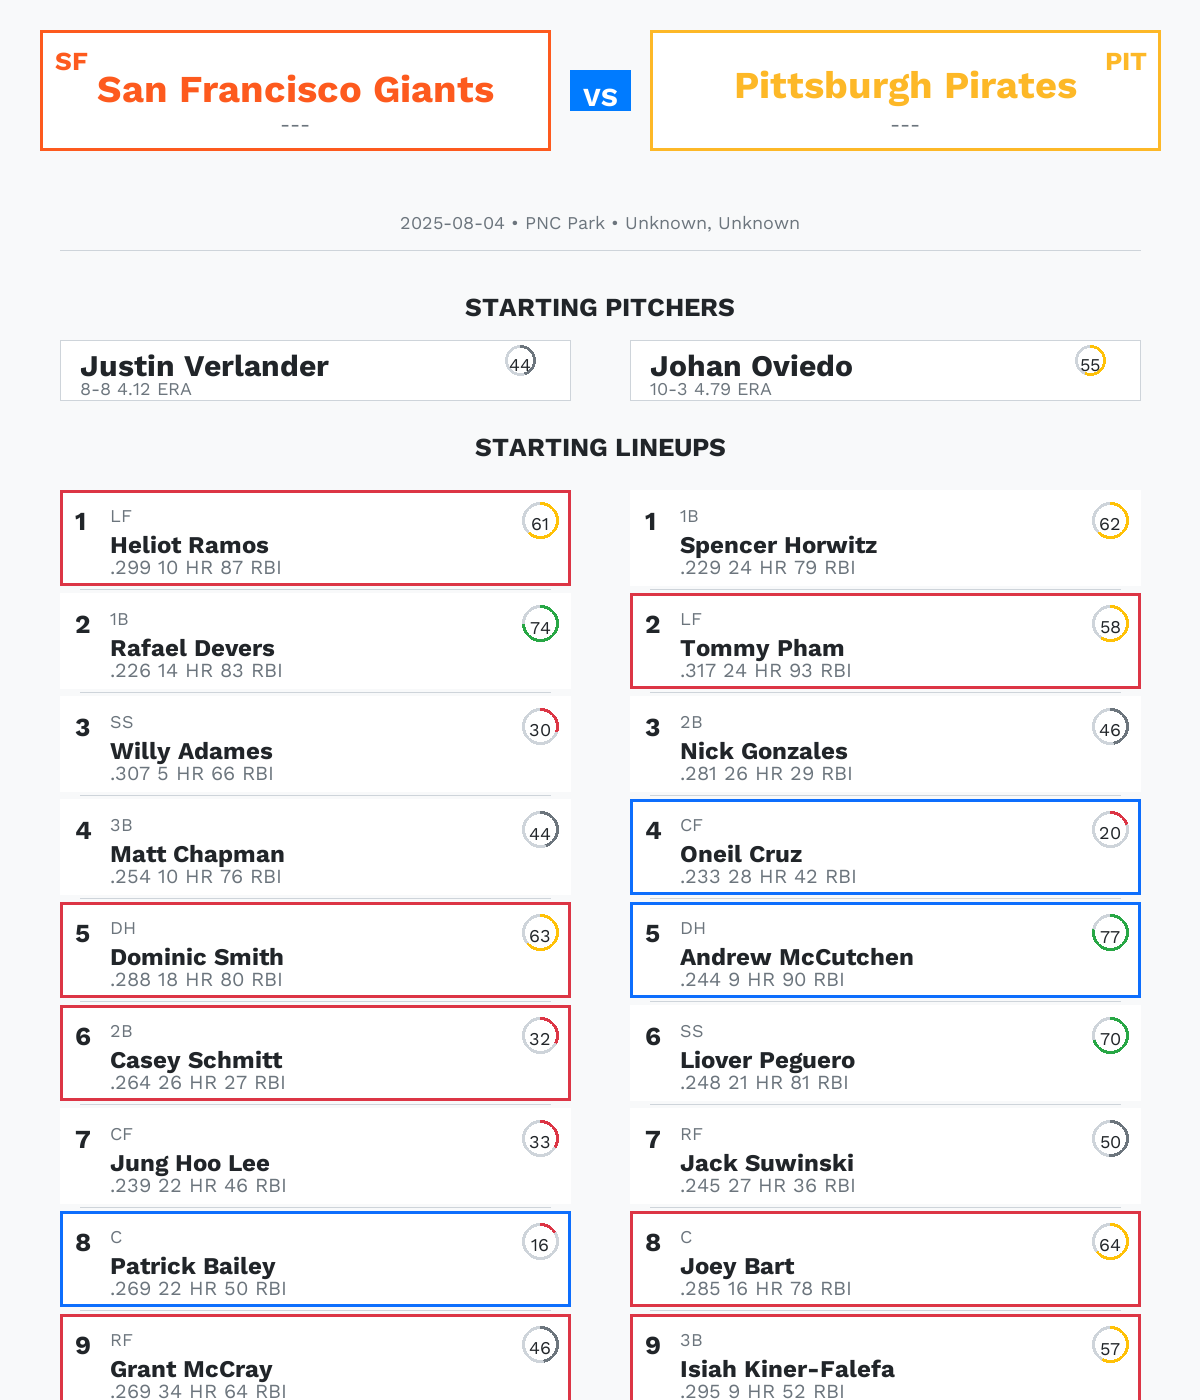 SF
San Francisco Giants
---
vs
PIT
Pittsburgh Pirates
---
2025-08-04 • PNC Park • Unknown, Unknown
STARTING PITCHERS
Justin Verlander
44
8-8 4.12 ERA
Johan Oviedo
55
10-3 4.79 ERA
STARTING LINEUPS
1
LF
61
Heliot Ramos
.299 10 HR 87 RBI
2
1B
74
Rafael Devers
.226 14 HR 83 RBI
3
SS
30
Willy Adames
.307 5 HR 66 RBI
4
3B
44
Matt Chapman
.254 10 HR 76 RBI
5
DH
63
Dominic Smith
.288 18 HR 80 RBI
6
2B
32
Casey Schmitt
.264 26 HR 27 RBI
7
CF
33
Jung Hoo Lee
.239 22 HR 46 RBI
8
C
16
Patrick Bailey
.269 22 HR 50 RBI
9
RF
46
Grant McCray
.269 34 HR 64 RBI
1
1B
62
Spencer Horwitz
.229 24 HR 79 RBI
2
LF
58
Tommy Pham
.317 24 HR 93 RBI
3
2B
46
Nick Gonzales
.281 26 HR 29 RBI
4
CF
20
Oneil Cruz
.233 28 HR 42 RBI
5
DH
77
Andrew McCutchen
.244 9 HR 90 RBI
6
SS
70
Liover Peguero
.248 21 HR 81 RBI
7
RF
50
Jack Suwinski
.245 27 HR 36 RBI
8
C
64
Joey Bart
.285 16 HR 78 RBI
9
3B
57
Isiah Kiner-Falefa
.295 9 HR 52 RBI